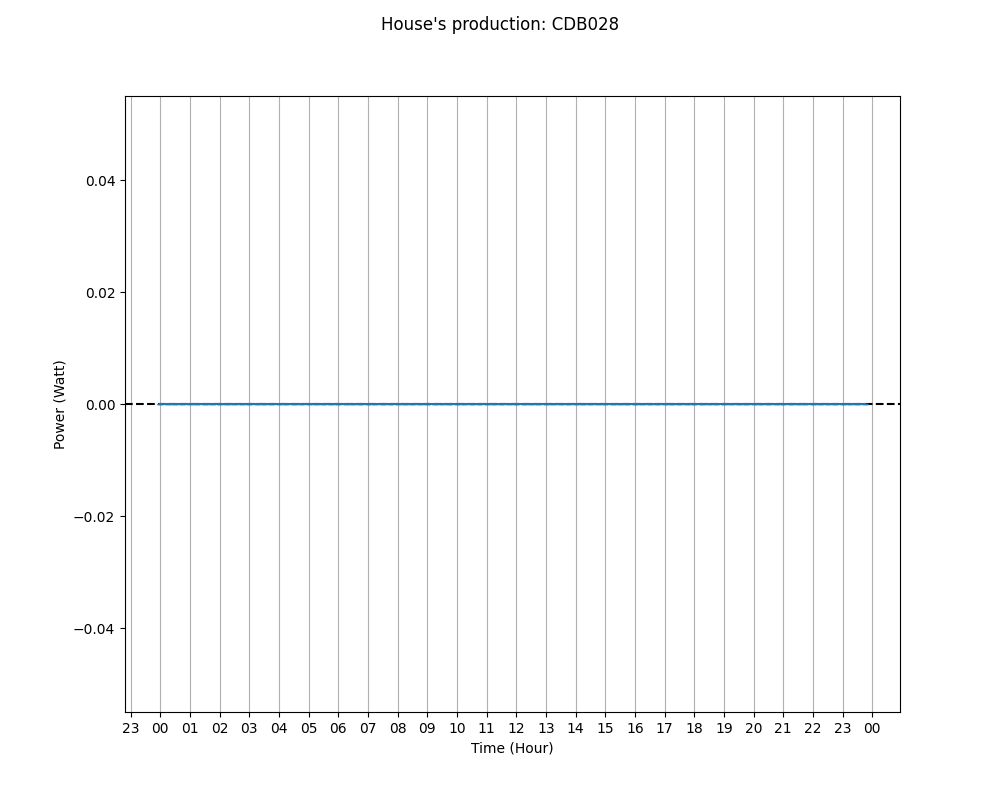 House's production: CDB028
0.04
0.02
0.00
−0.02
−0.04
Power (Watt)
23 00 01 02 03 04 05 06 07 08 09 10 11 12 13 14 15 16 17 18 19 20 21 22 23 00
Time (Hour)